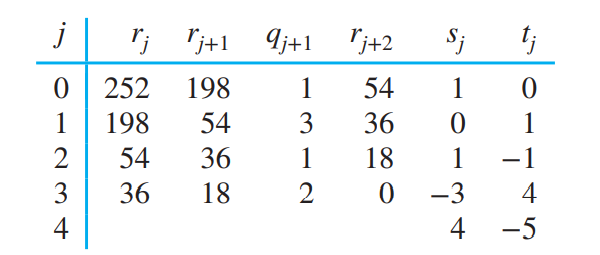 j r_j r_{j+1} q_{j+1} r_{j+2} s_j t_j
0 252 198 1 54 1 0
1 198 54 3 36 0 1
2 54 36 1 18 1 −1
3 36 18 2 0 −3 4
4 4 −5